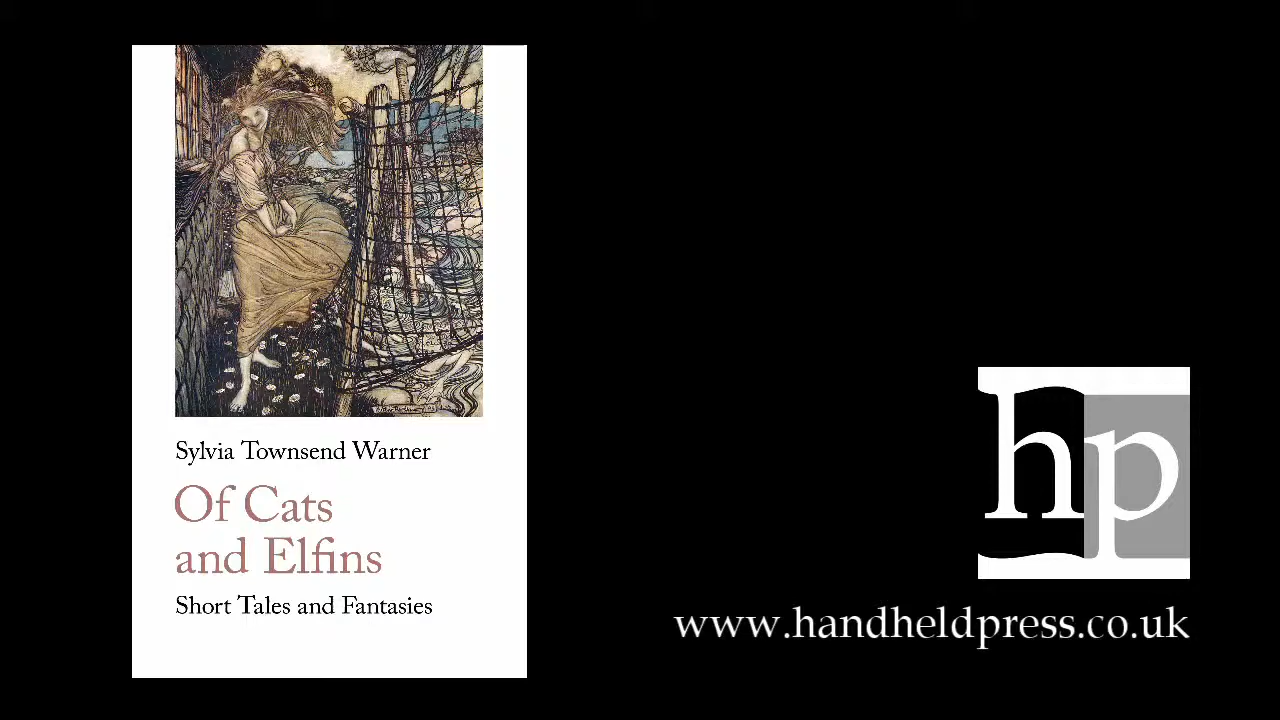 Sylvia Townsend Warner
Of Cats
and Elfins
Short Tales and Fantasies
hp
www.handheldpress.co.uk